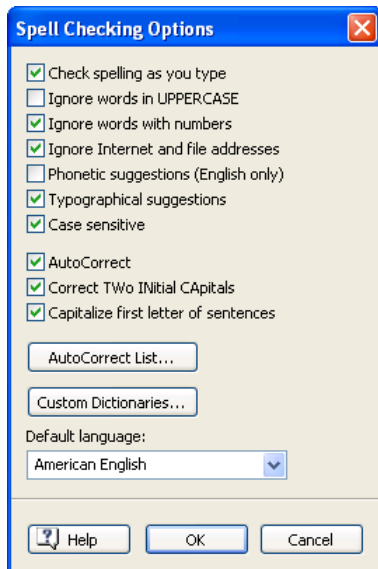 Spell Checking Options
Check spelling as you type
Ignore words in UPPERCASE
Ignore words with numbers
Ignore Internet and file addresses
Phonetic suggestions (English only)
Typographical suggestions
Case sensitive
AutoCorrect
Correct TWo INitial CApitals
Capitalize first letter of sentences
AutoCorrect List...
Custom Dictionaries...
Default language:
American English
Help OK Cancel